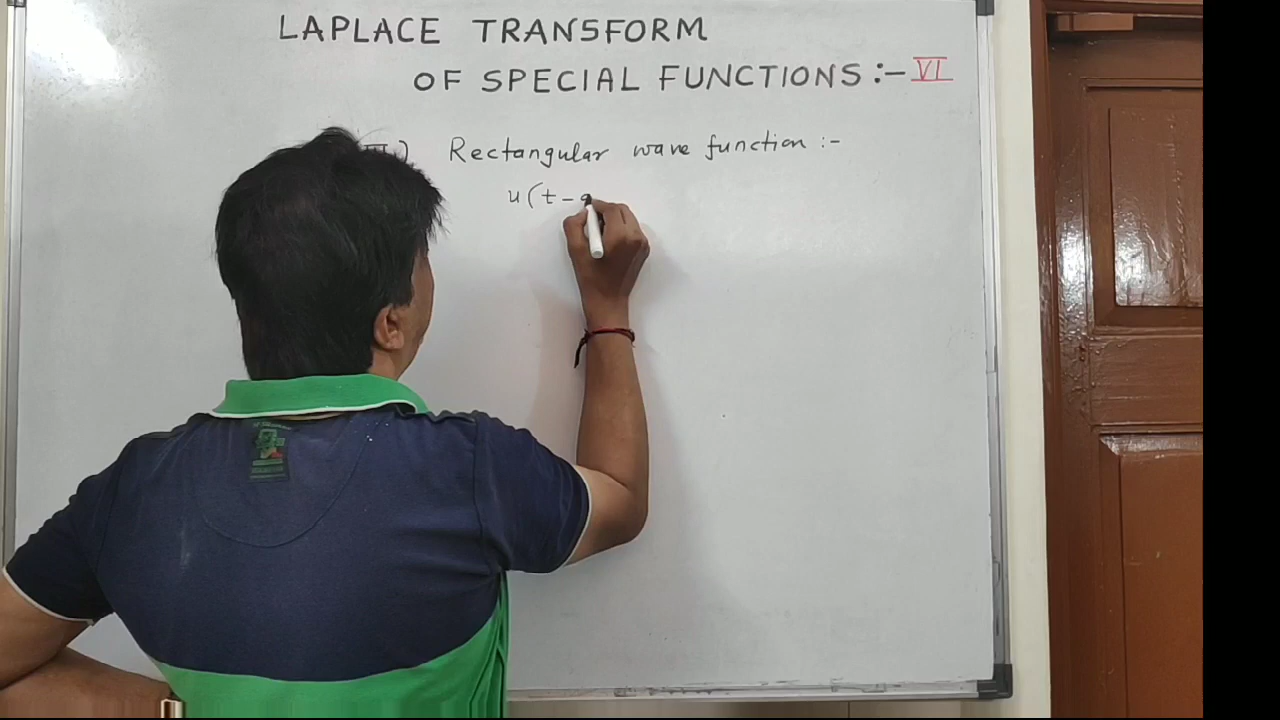 LAPLACE TRANSFORM
OF SPECIAL FUNCTIONS :- VI
Rectangular wave function :-
u(t-